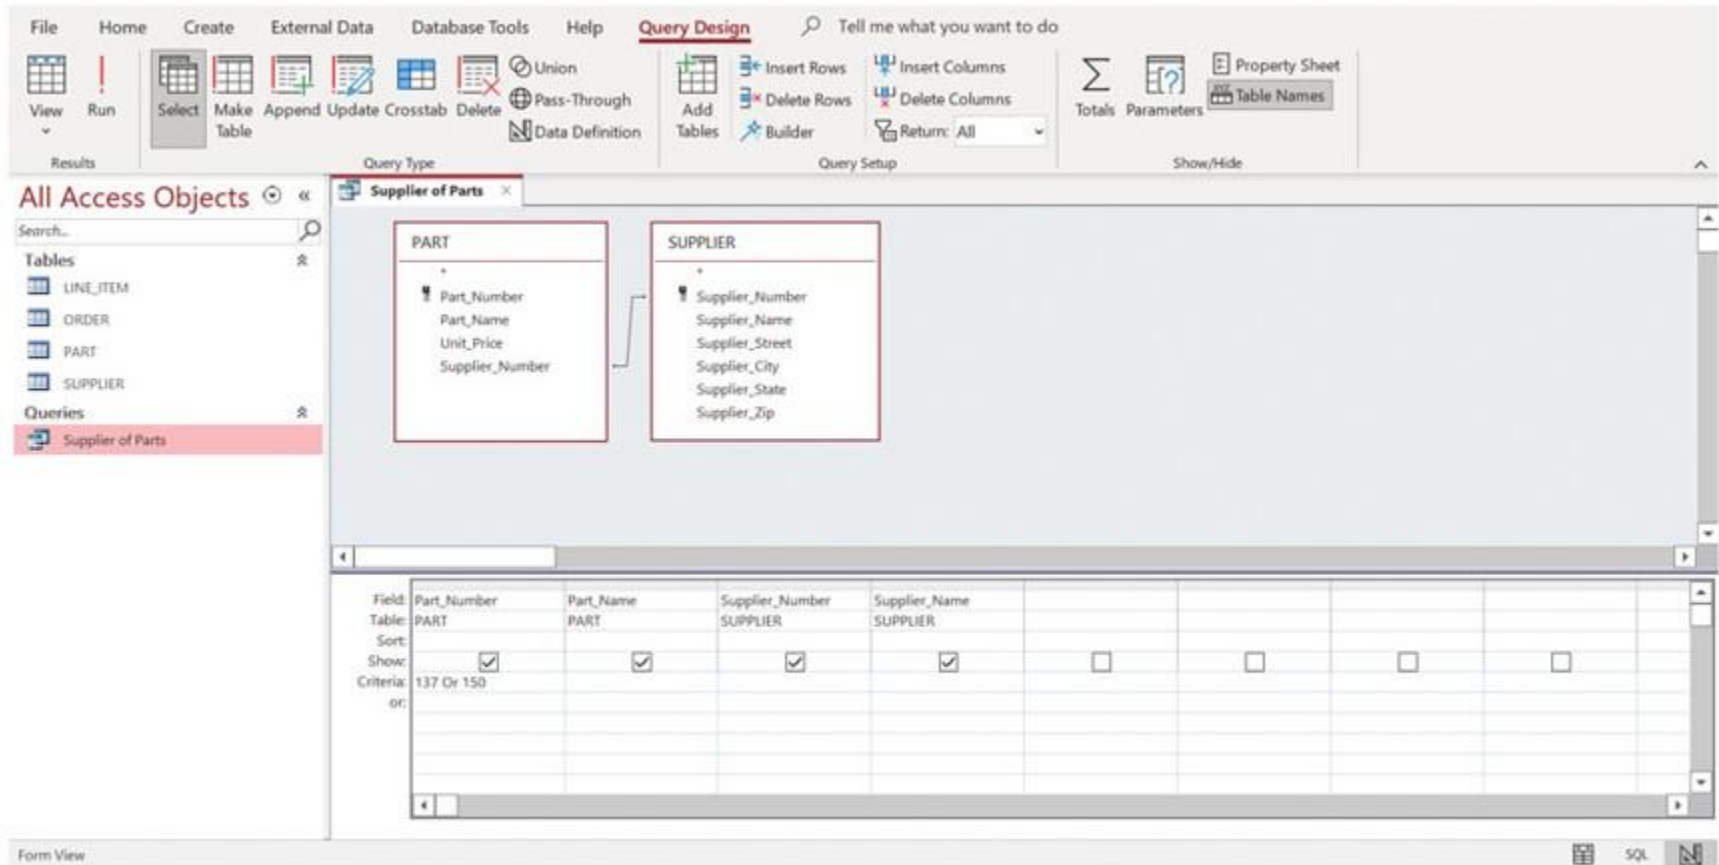 File Home Create External Data Database Tools Help Query Design Tell me what you want to do
View Run Select Make Table Append Update Crosstab Delete
Union
Pass-Through
Data Definition
Add Tables
Insert Rows
Delete Rows
Builder
Insert Columns
Delete Columns
Return: All
Totals Parameters
Property Sheet
Table Names
Results Query Type Query Setup Show/Hide
All Access Objects «
Search...
Tables
LINE_ITEM
ORDER
PART
SUPPLIER
Queries
Supplier of Parts
Supplier of Parts ×
PART
*
Part_Number
Part_Name
Unit_Price
Supplier_Number
SUPPLIER
*
Supplier_Number
Supplier_Name
Supplier_Street
Supplier_City
Supplier_State
Supplier_Zip
Field: Part_Number Part_Name Supplier_Number Supplier_Name
Table: PART PART SUPPLIER SUPPLIER
Sort:
Show:
Criteria: 137 Or 150
or:
Form View SQL